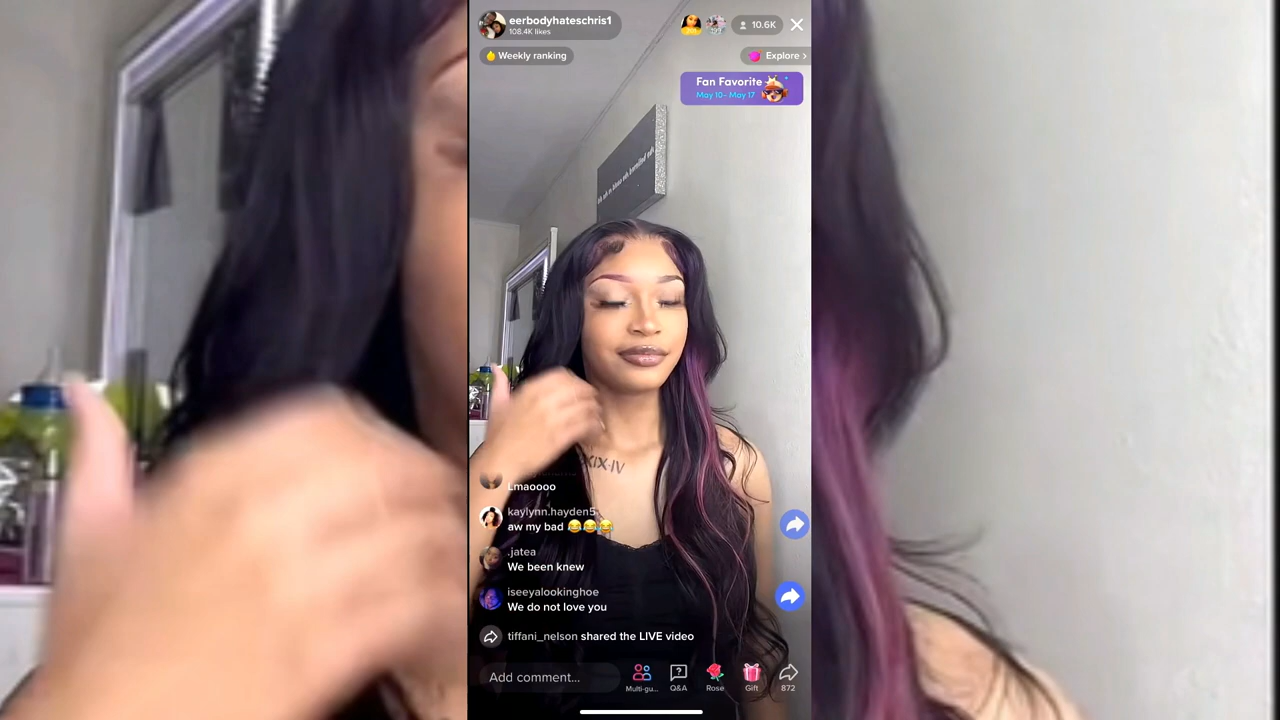 eerbodyhateschris1
108.4K likes
10.6K
Weekly ranking
Explore >
Fan Favorite
May 10- May 17
XIX·IV
Lmaoooo
kaylynn.hayden5
aw my bad 😂😂😂
.jatea
We been knew
iseeyalookinghoe
We do not love you
tiffani_nelson shared the LIVE video
Add comment...
Multi-gu...
Q&A
Rose
Gift
872